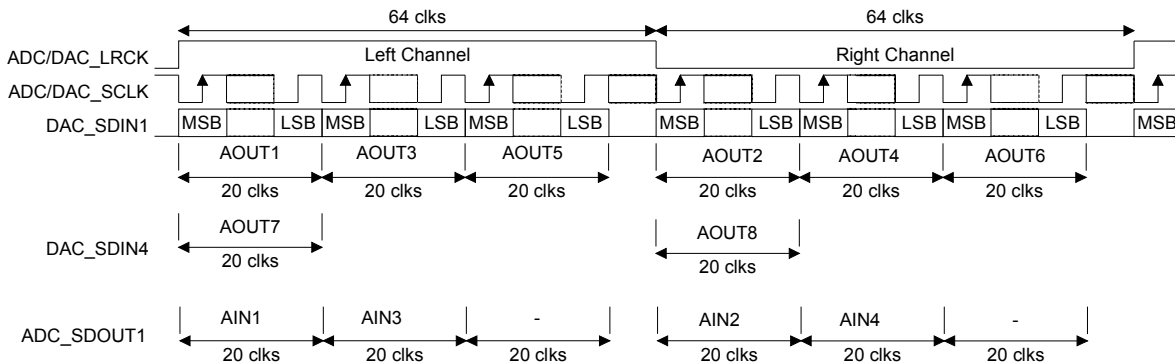 64 clks 64 clks
ADC/DAC_LRCK Left Channel Right Channel
ADC/DAC_SCLK
DAC_SDIN1 MSB LSB MSB LSB MSB LSB MSB LSB MSB LSB MSB LSB MSB
AOUT1 AOUT3 AOUT5 AOUT2 AOUT4 AOUT6
20 clks 20 clks 20 clks 20 clks 20 clks 20 clks
DAC_SDIN4 AOUT7 AOUT8
20 clks 20 clks
ADC_SDOUT1 AIN1 AIN3 - AIN2 AIN4 -
20 clks 20 clks 20 clks 20 clks 20 clks 20 clks